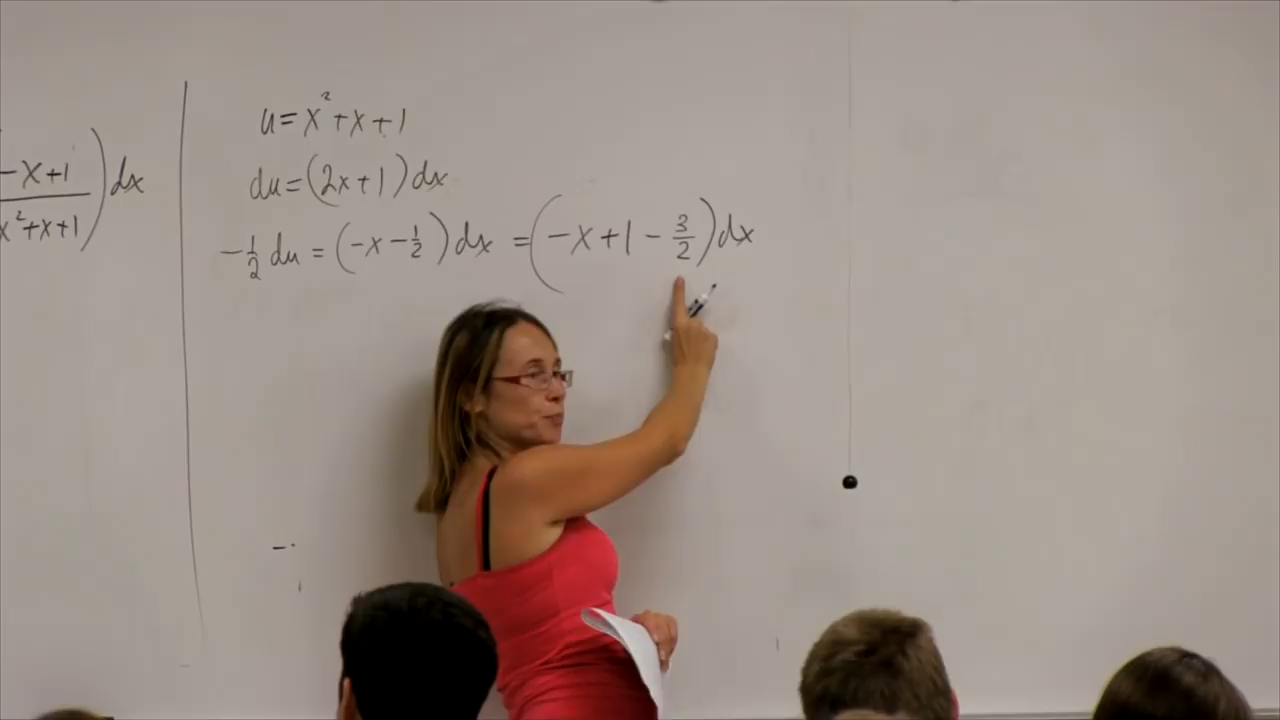 -x+1 / x²+x+1 ) dx
u = x² + x + 1
du = (2x + 1) dx
-1/2 du = (-x - 1/2) dx = (-x + 1 - 3/2) dx